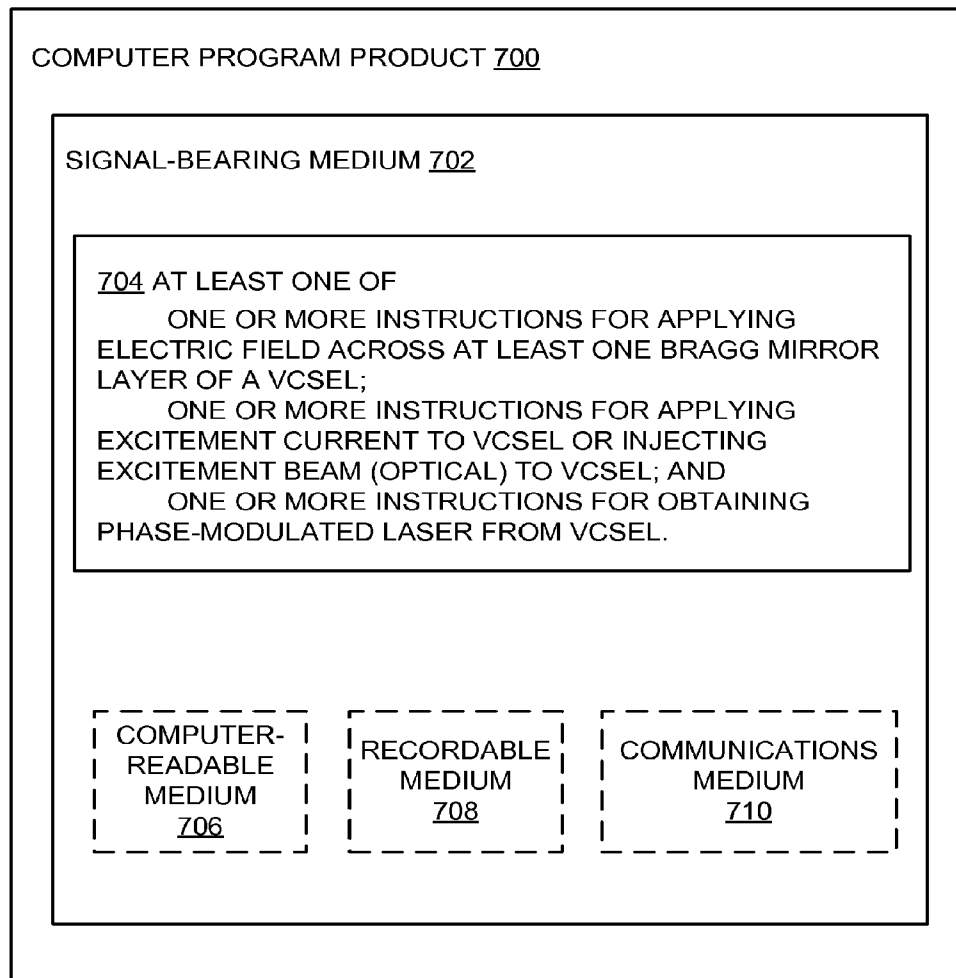 COMPUTER PROGRAM PRODUCT 700
SIGNAL-BEARING MEDIUM 702
704 AT LEAST ONE OF
ONE OR MORE INSTRUCTIONS FOR APPLYING
ELECTRIC FIELD ACROSS AT LEAST ONE BRAGG MIRROR
LAYER OF A VCSEL;
ONE OR MORE INSTRUCTIONS FOR APPLYING
EXCITEMENT CURRENT TO VCSEL OR INJECTING
EXCITEMENT BEAM (OPTICAL) TO VCSEL; AND
ONE OR MORE INSTRUCTIONS FOR OBTAINING
PHASE-MODULATED LASER FROM VCSEL.
COMPUTER-
READABLE
MEDIUM
706
RECORDABLE
MEDIUM
708
COMMUNICATIONS
MEDIUM
710